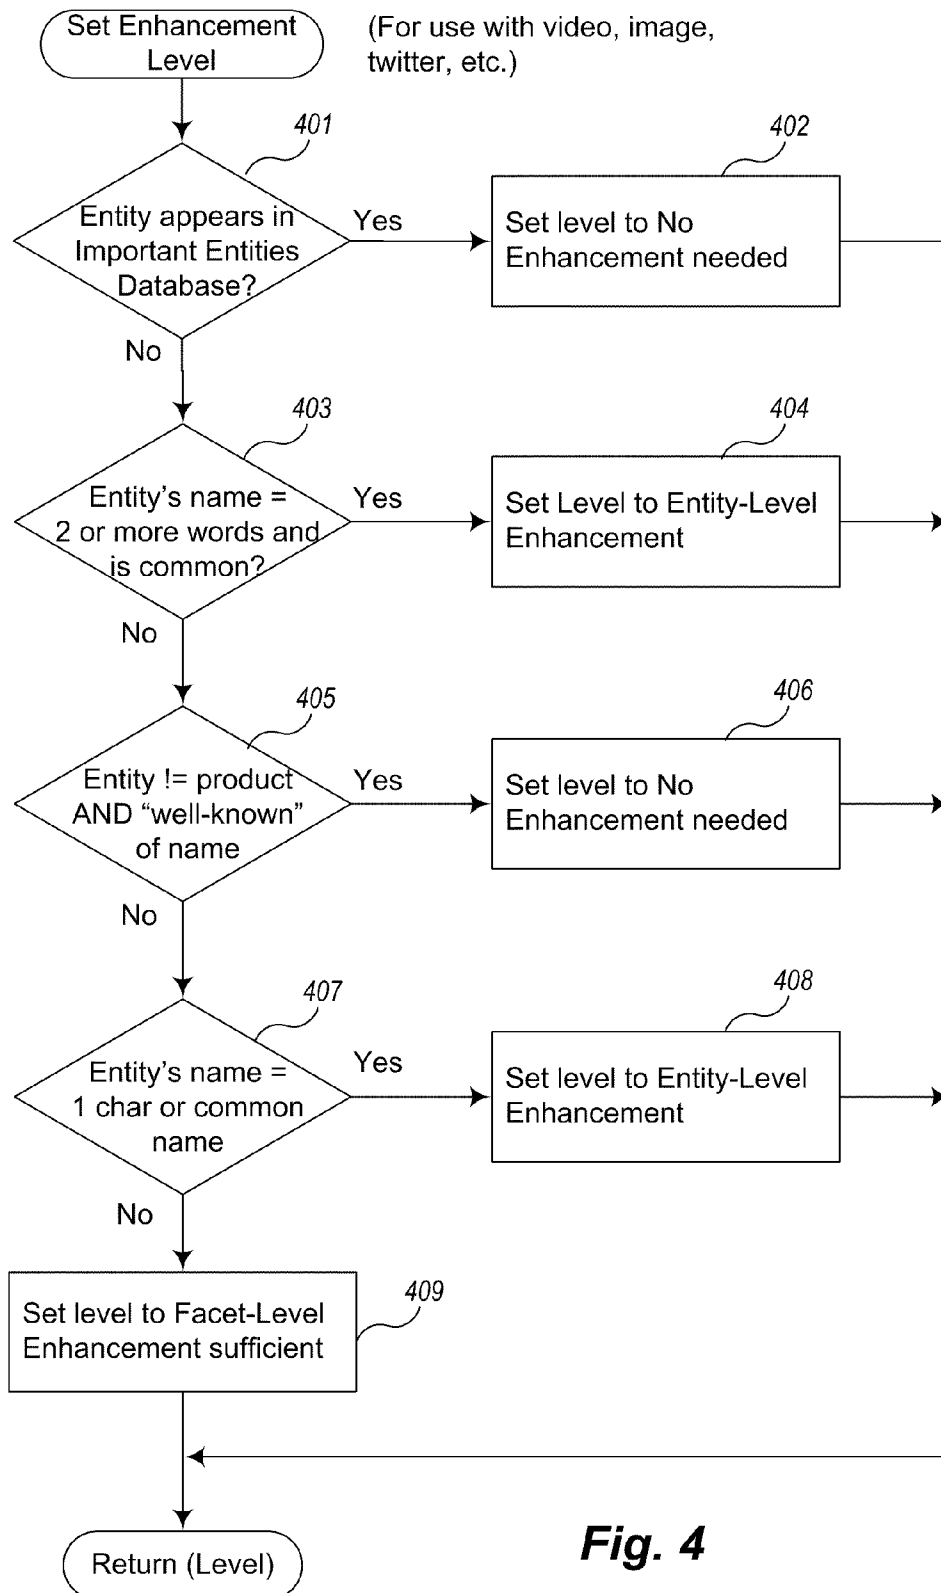 Set Enhancement
Level
(For use with video, image,
twitter, etc.)
401
Entity appears in
Important Entities
Database?
Yes
402
Set level to No
Enhancement needed
No
403
Entity's name =
2 or more words and
is common?
Yes
404
Set Level to Entity-Level
Enhancement
No
405
Entity != product
AND “well-known”
of name
Yes
406
Set level to No
Enhancement needed
No
407
Entity's name =
1 char or common
name
Yes
408
Set level to Entity-Level
Enhancement
No
409
Set level to Facet-Level
Enhancement sufficient
Return (Level)
Fig. 4